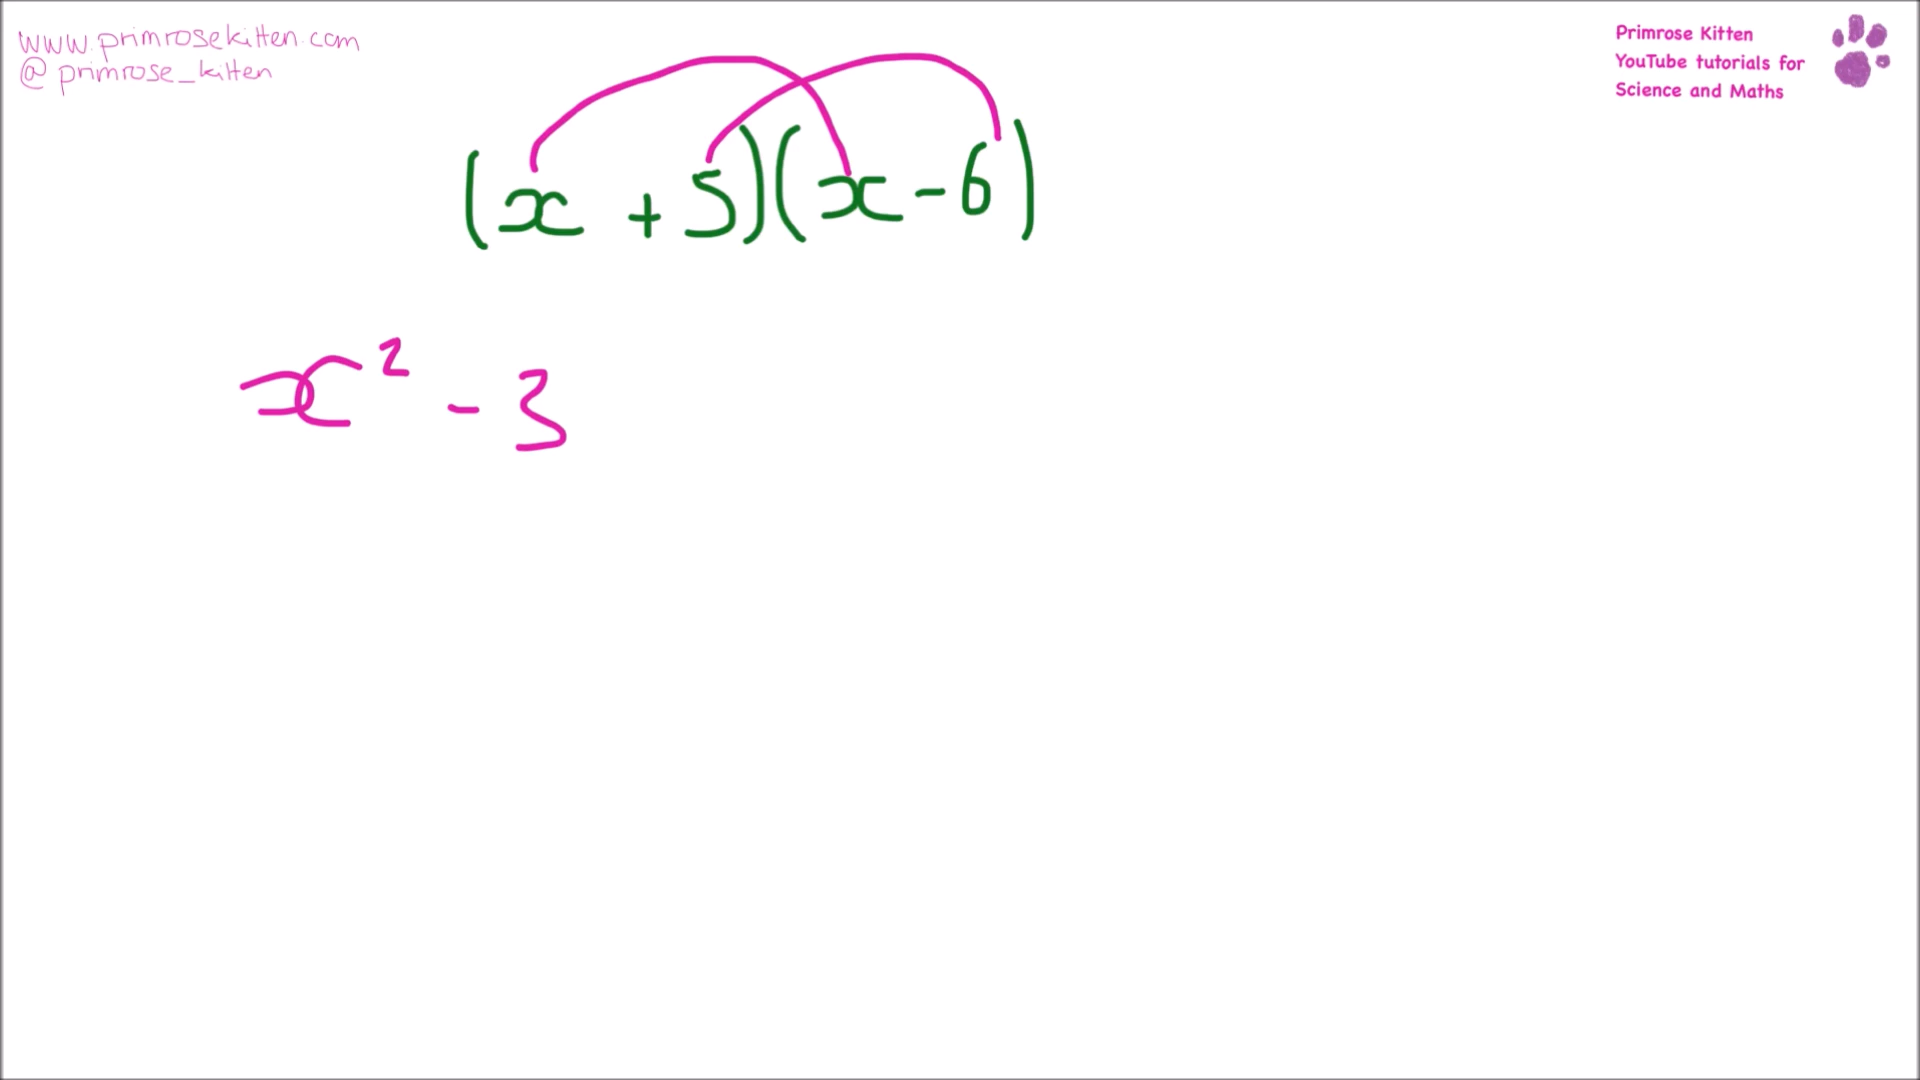 www.primrosekitten.com
@primrose_kitten
Primrose Kitten
YouTube tutorials for
Science and Maths
(x + 5)(x - 6)
x² - 3